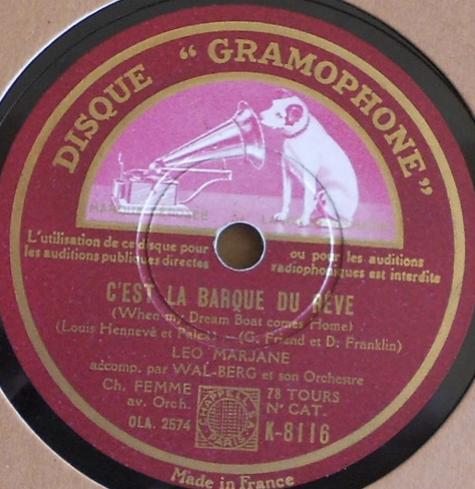 DISQUE "GRAMOPHONE"
L'utilisation de ce disque pour
les auditions publiques directes
ou pour les auditions
radiophoniques est interdite
C'EST LA BARQUE DU RÊVE
(When my Dream Boat comes Home)
(Louis Hennevé et Palex) - (G. Friend et D. Franklin)
LEO MARJANE
accomp. par WAL-BERG et son Orchestre
Ch. FEMME
av. Orch.
OLA. 2574
CHAPPELLE
PARIS
78 TOURS
N° CAT.
K-8116
Made in France